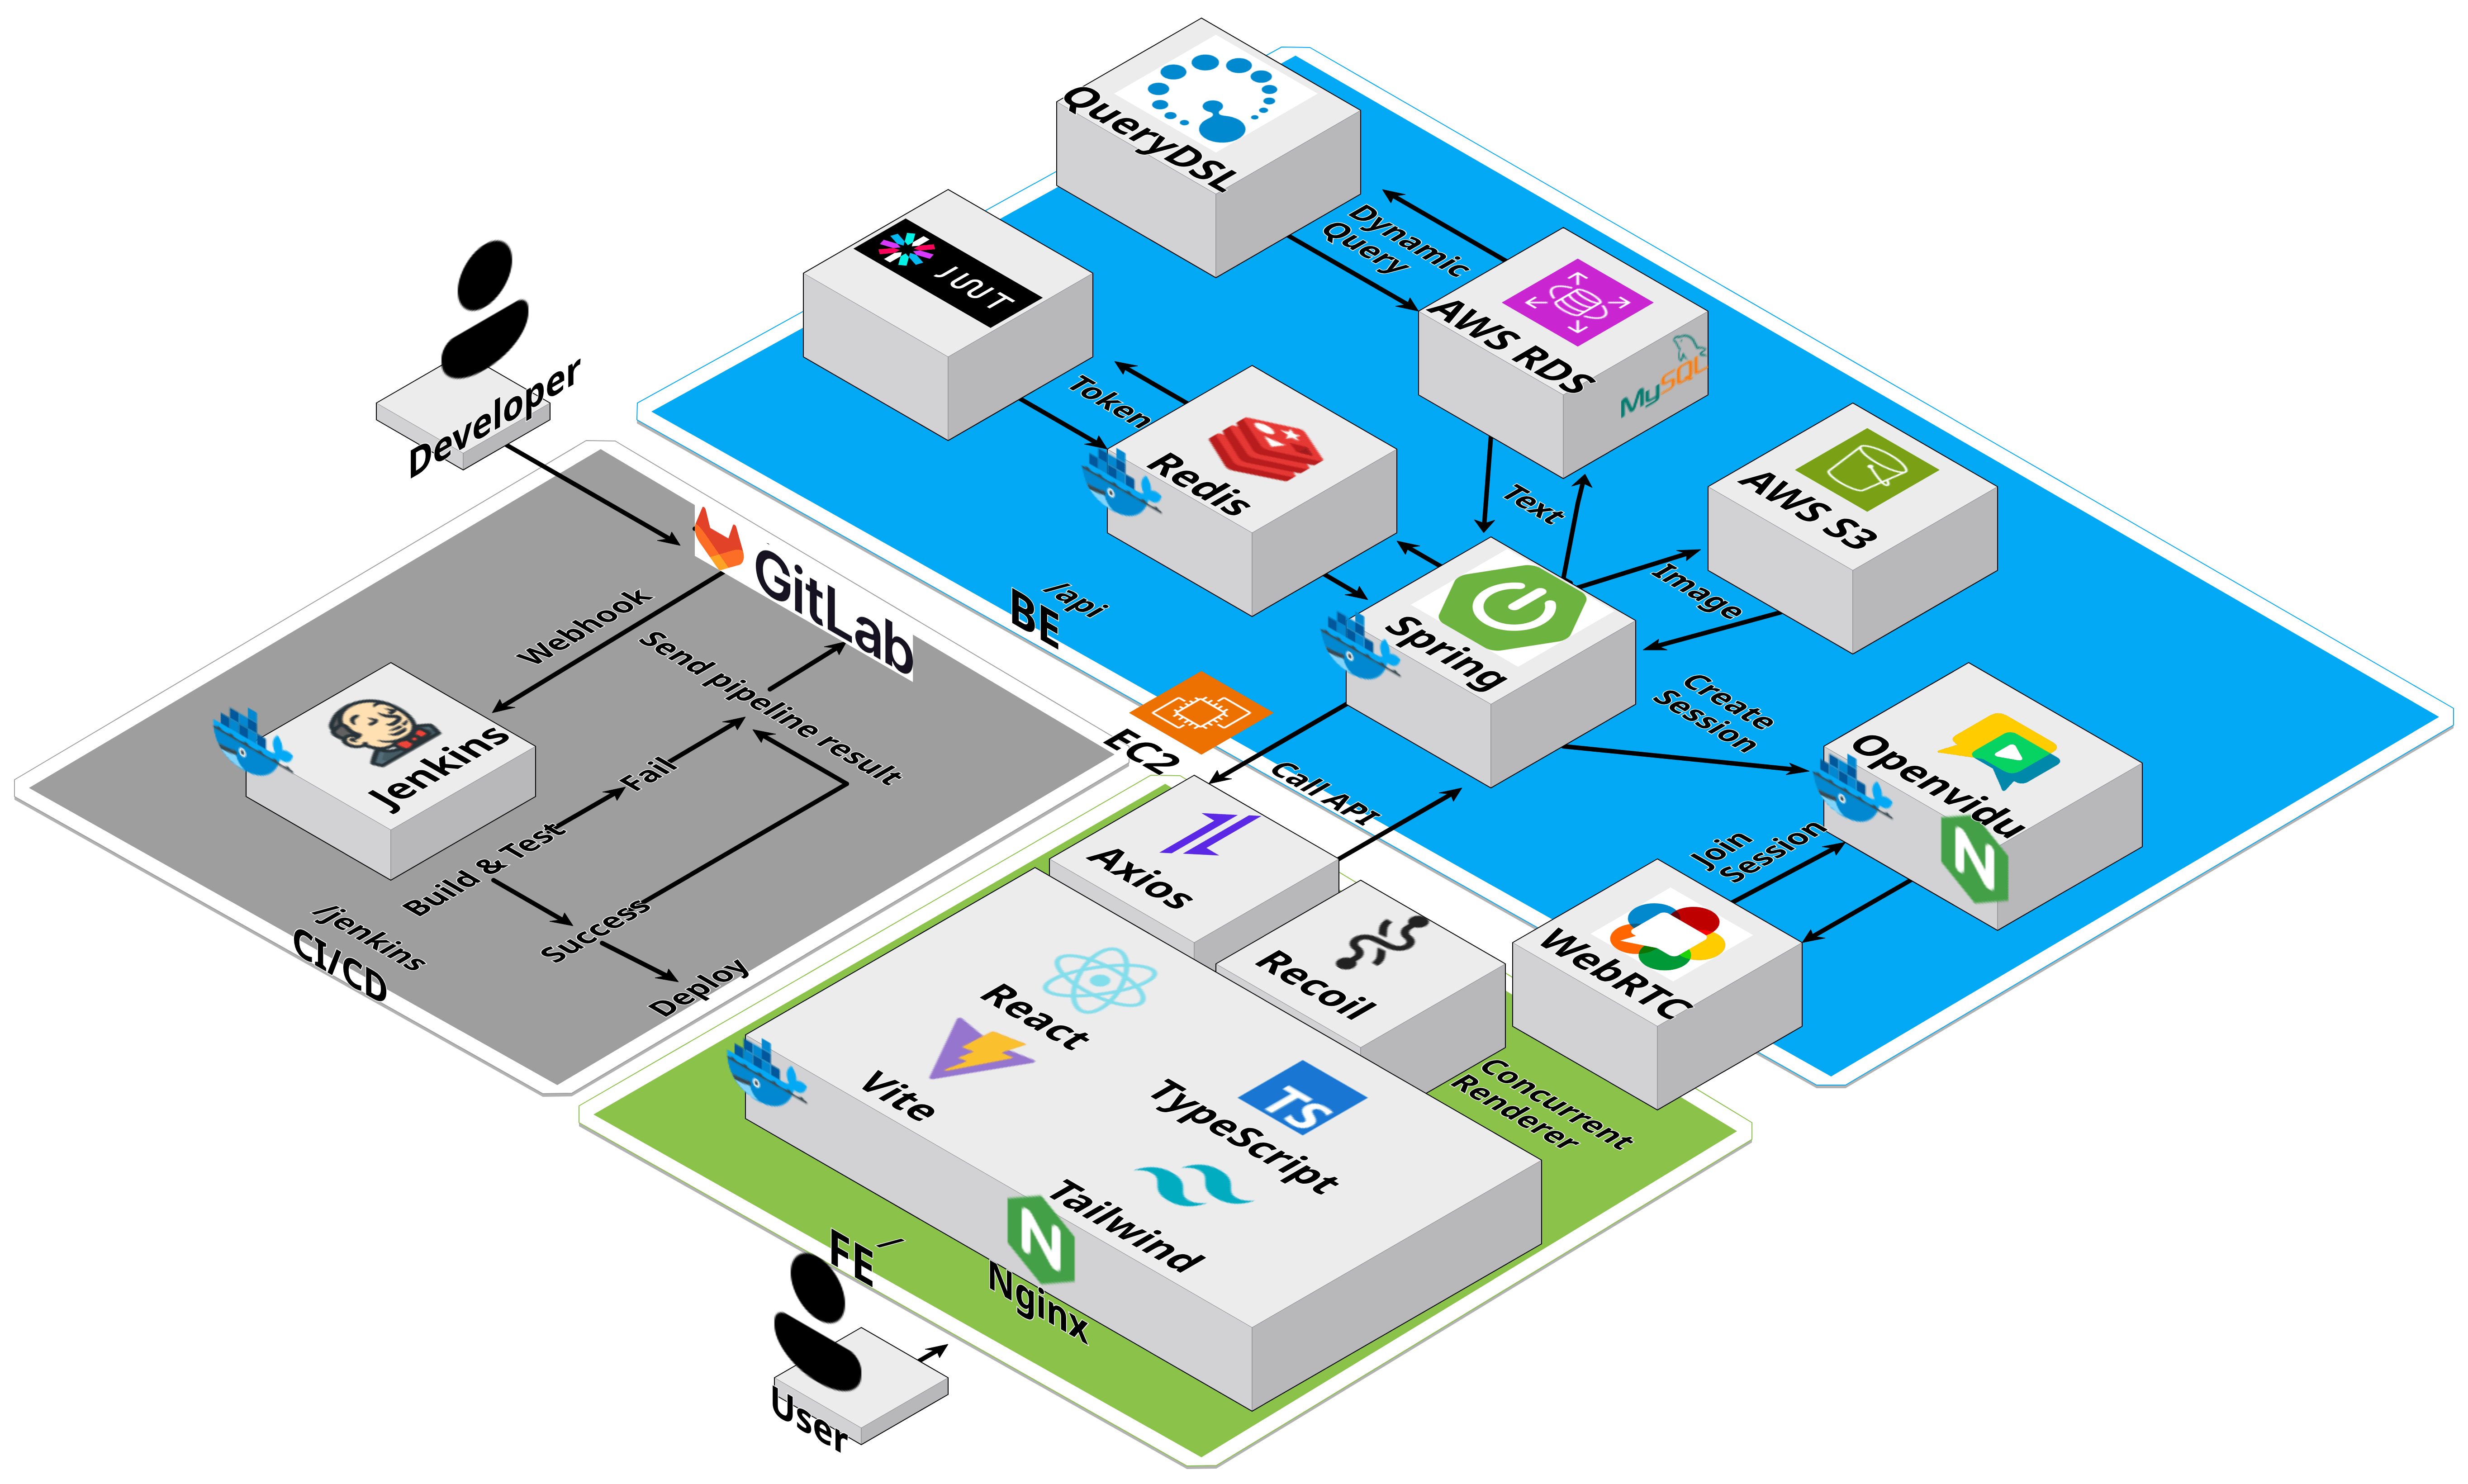 QueryDSL
Dynamic
Query
JWT
AWS RDS
MySQL
Developer
Token
Redis
Text
AWS S3
GitLab
Image
/api
BE
Spring
Webhook
Send pipeline result
Create
Session
EC2
Call API
Openvidu
Jenkins
Fail
Build & Test
Join
Session
Axios
Success
/jenkins
CI/CD
Deploy
WebRTC
Recoil
React
Vite
TS
Typescript
Concurrent
Renderer
Tailwind
/
FE
N
Nginx
N
User